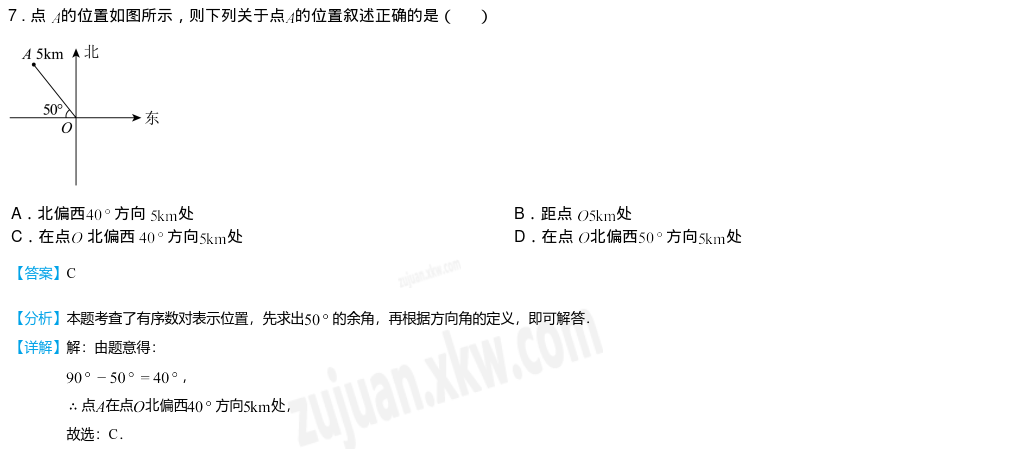 7．点 A的位置如图所示，则下列关于点A的位置叙述正确的是（　　）
A 5km 北
50°
东
O
A．北偏西40°方向 5km处
B．距点 O5km处
C．在点O 北偏西 40°方向5km处
D．在点 O北偏西50°方向5km处
zujuan.xkw.com
【答案】C
【分析】本题考查了有序数对表示位置，先求出50°的余角，再根据方向角的定义，即可解答．
【详解】解：由题意得：
90°－50°=40°，
∴点A在点O北偏西40°方向5km处，
故选：C．
zujuan.xkw.com